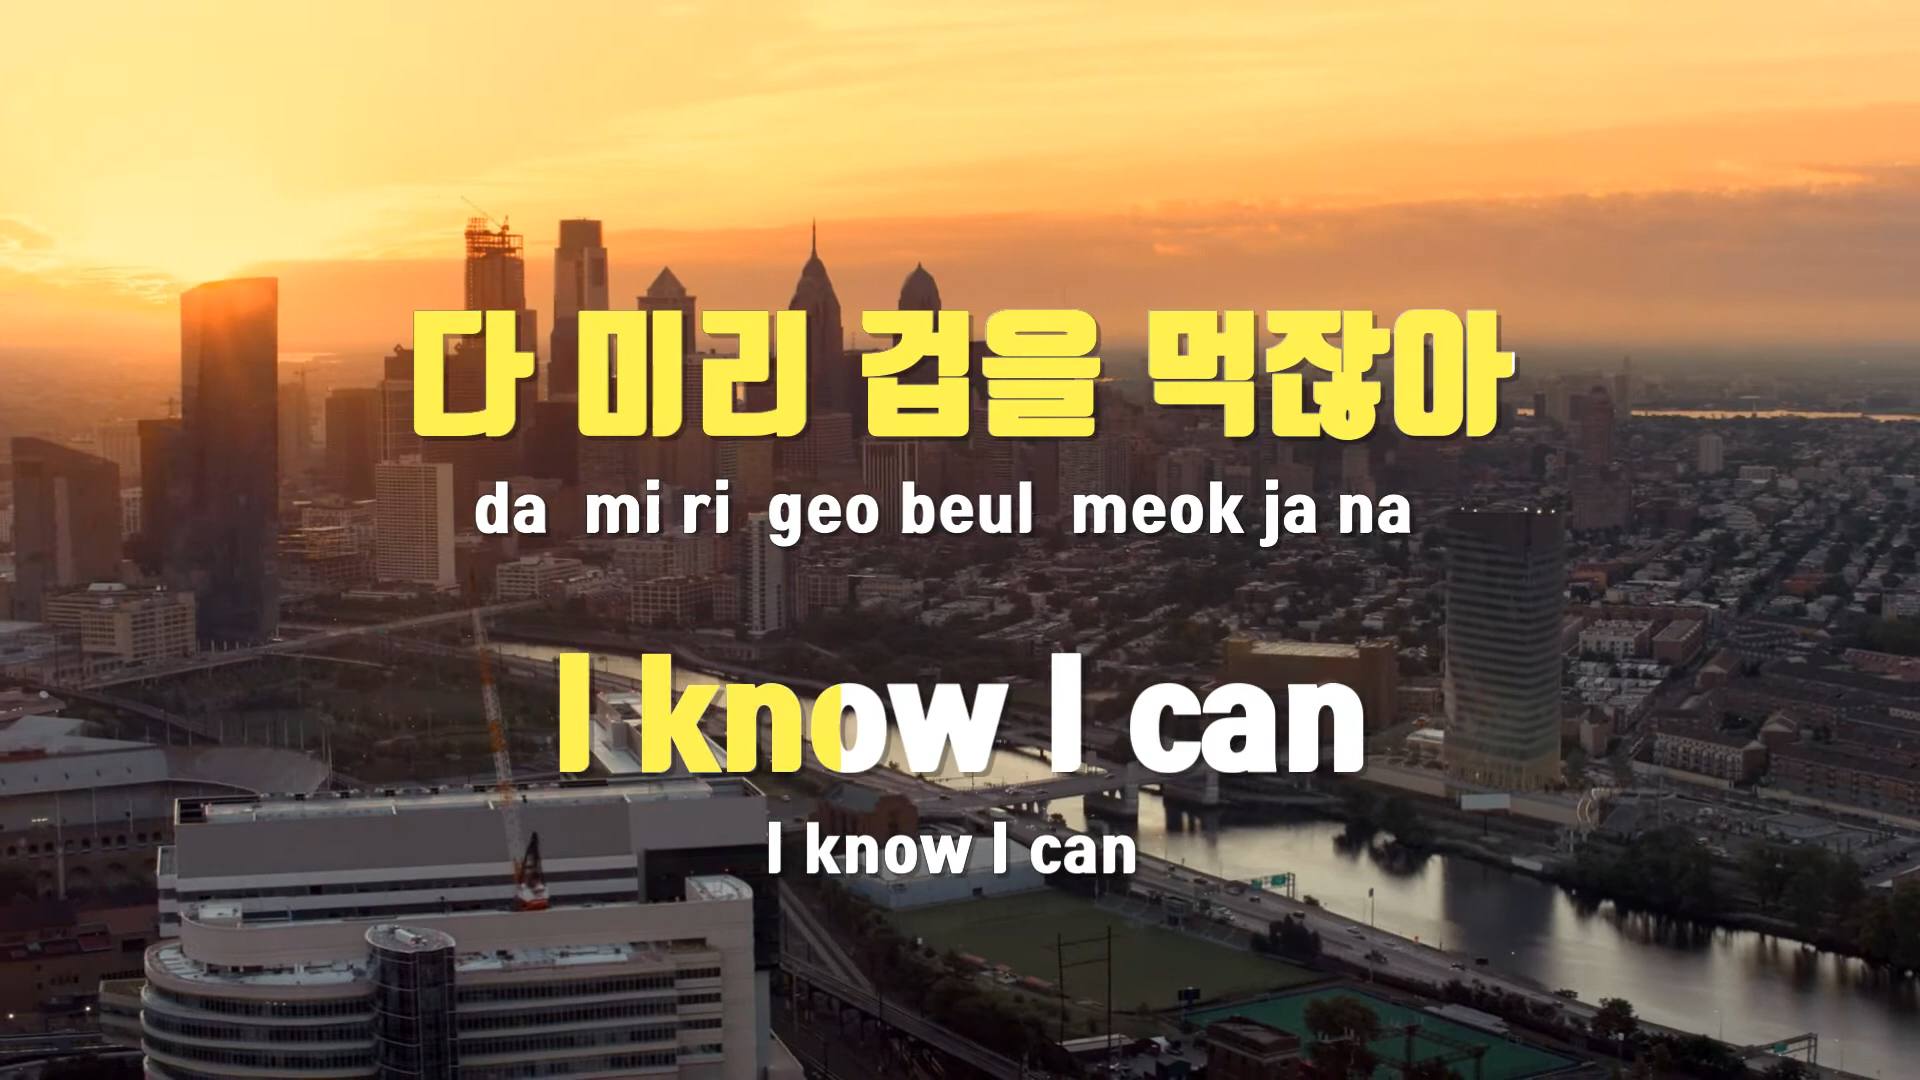 다 미리 겁을 먹잖아
da mi ri geo beul meok ja na
I know I can
I know I can